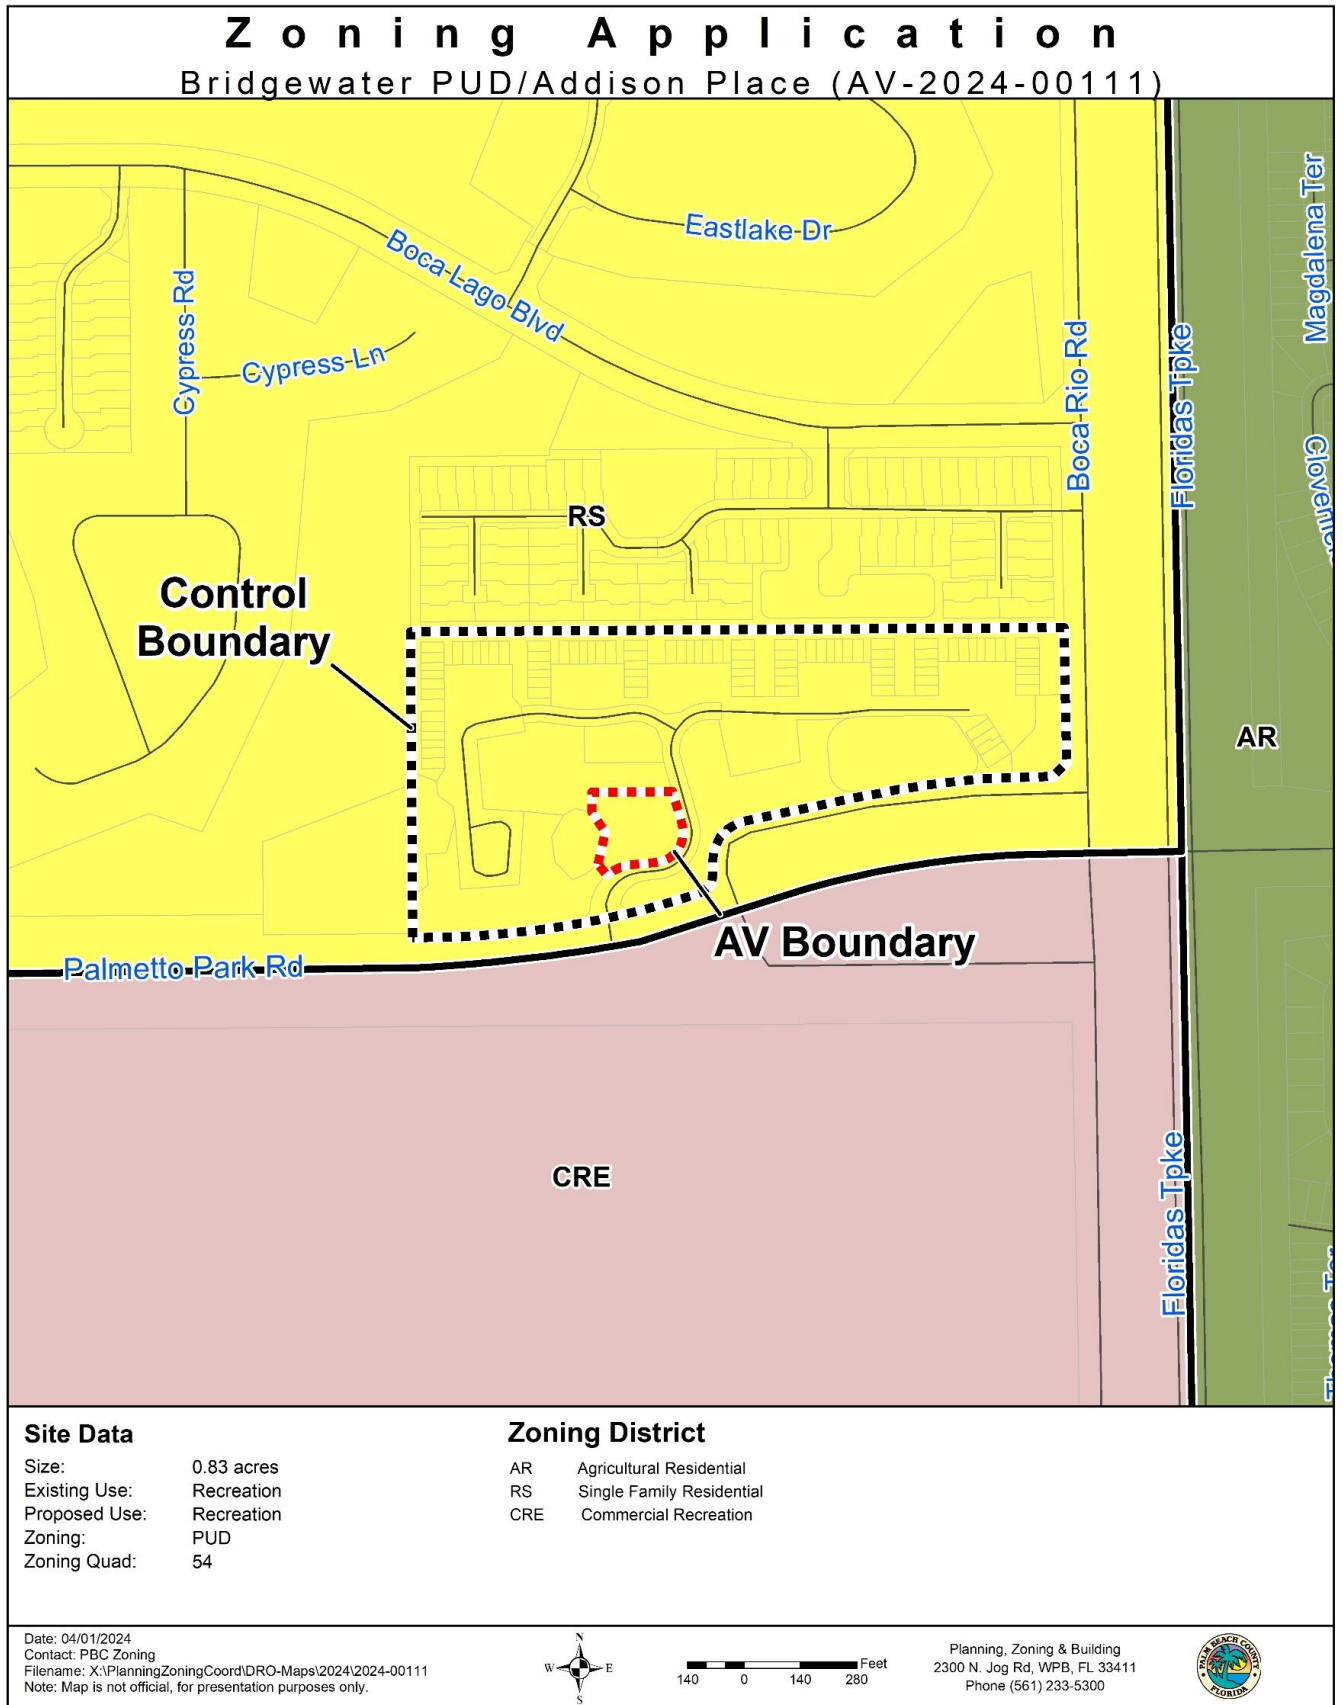 Zoning Application
Bridgewater PUD/Addison Place (AV-2024-00111)
Magdalena Ter
Eastlake Dr
Boca Lago Blvd
Cypress Rd
Cypress Ln
Boca Rio Rd
Floridas Tpke
RS
Control
Boundary
AR
AV Boundary
Palmetto Park Rd
CRE
Floridas Tpke
Site Data
Size: 0.83 acres
Existing Use: Recreation
Proposed Use: Recreation
Zoning: PUD
Zoning Quad: 54
Zoning District
AR Agricultural Residential
RS Single Family Residential
CRE Commercial Recreation
Date: 04/01/2024
Contact: PBC Zoning
Filename: X:\PlanningZoningCoord\DRO-Maps\2024\2024-00111
Note: Map is not official, for presentation purposes only.
N
W E
S
Feet
140 0 140 280
Planning, Zoning & Building
2300 N. Jog Rd, WPB, FL 33411
Phone (561) 233-5300
PALM BEACH COUNTY
FLORIDA